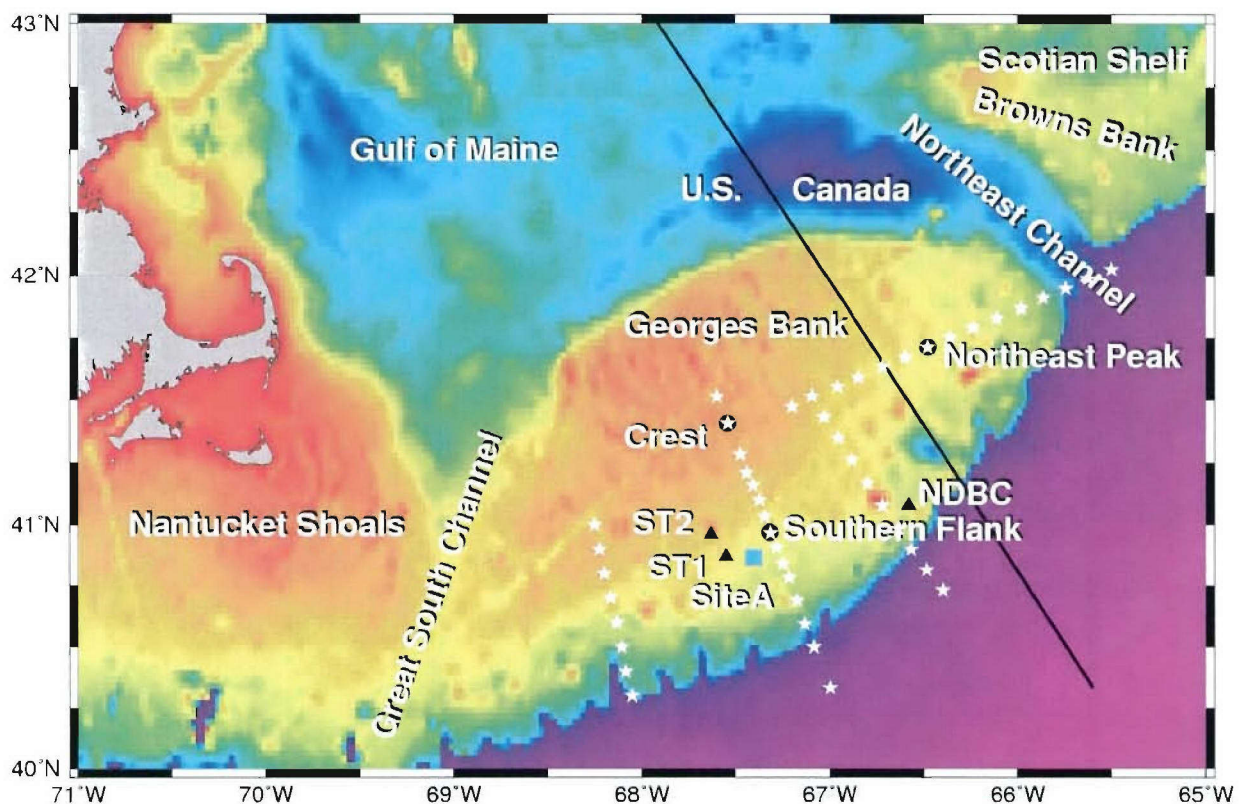 43°N
Scotian Shelf
Browns Bank
Gulf of Maine
Northeast Channel
U.S.
Canada
42°N
Georges Bank
Northeast Peak
Crest
Great South Channel
NDBC
Nantucket Shoals
ST2
Southern Flank
41°N
ST1
SiteA
40°N
71°W
70°W
69°W
68°W
67°W
66°W
65°W